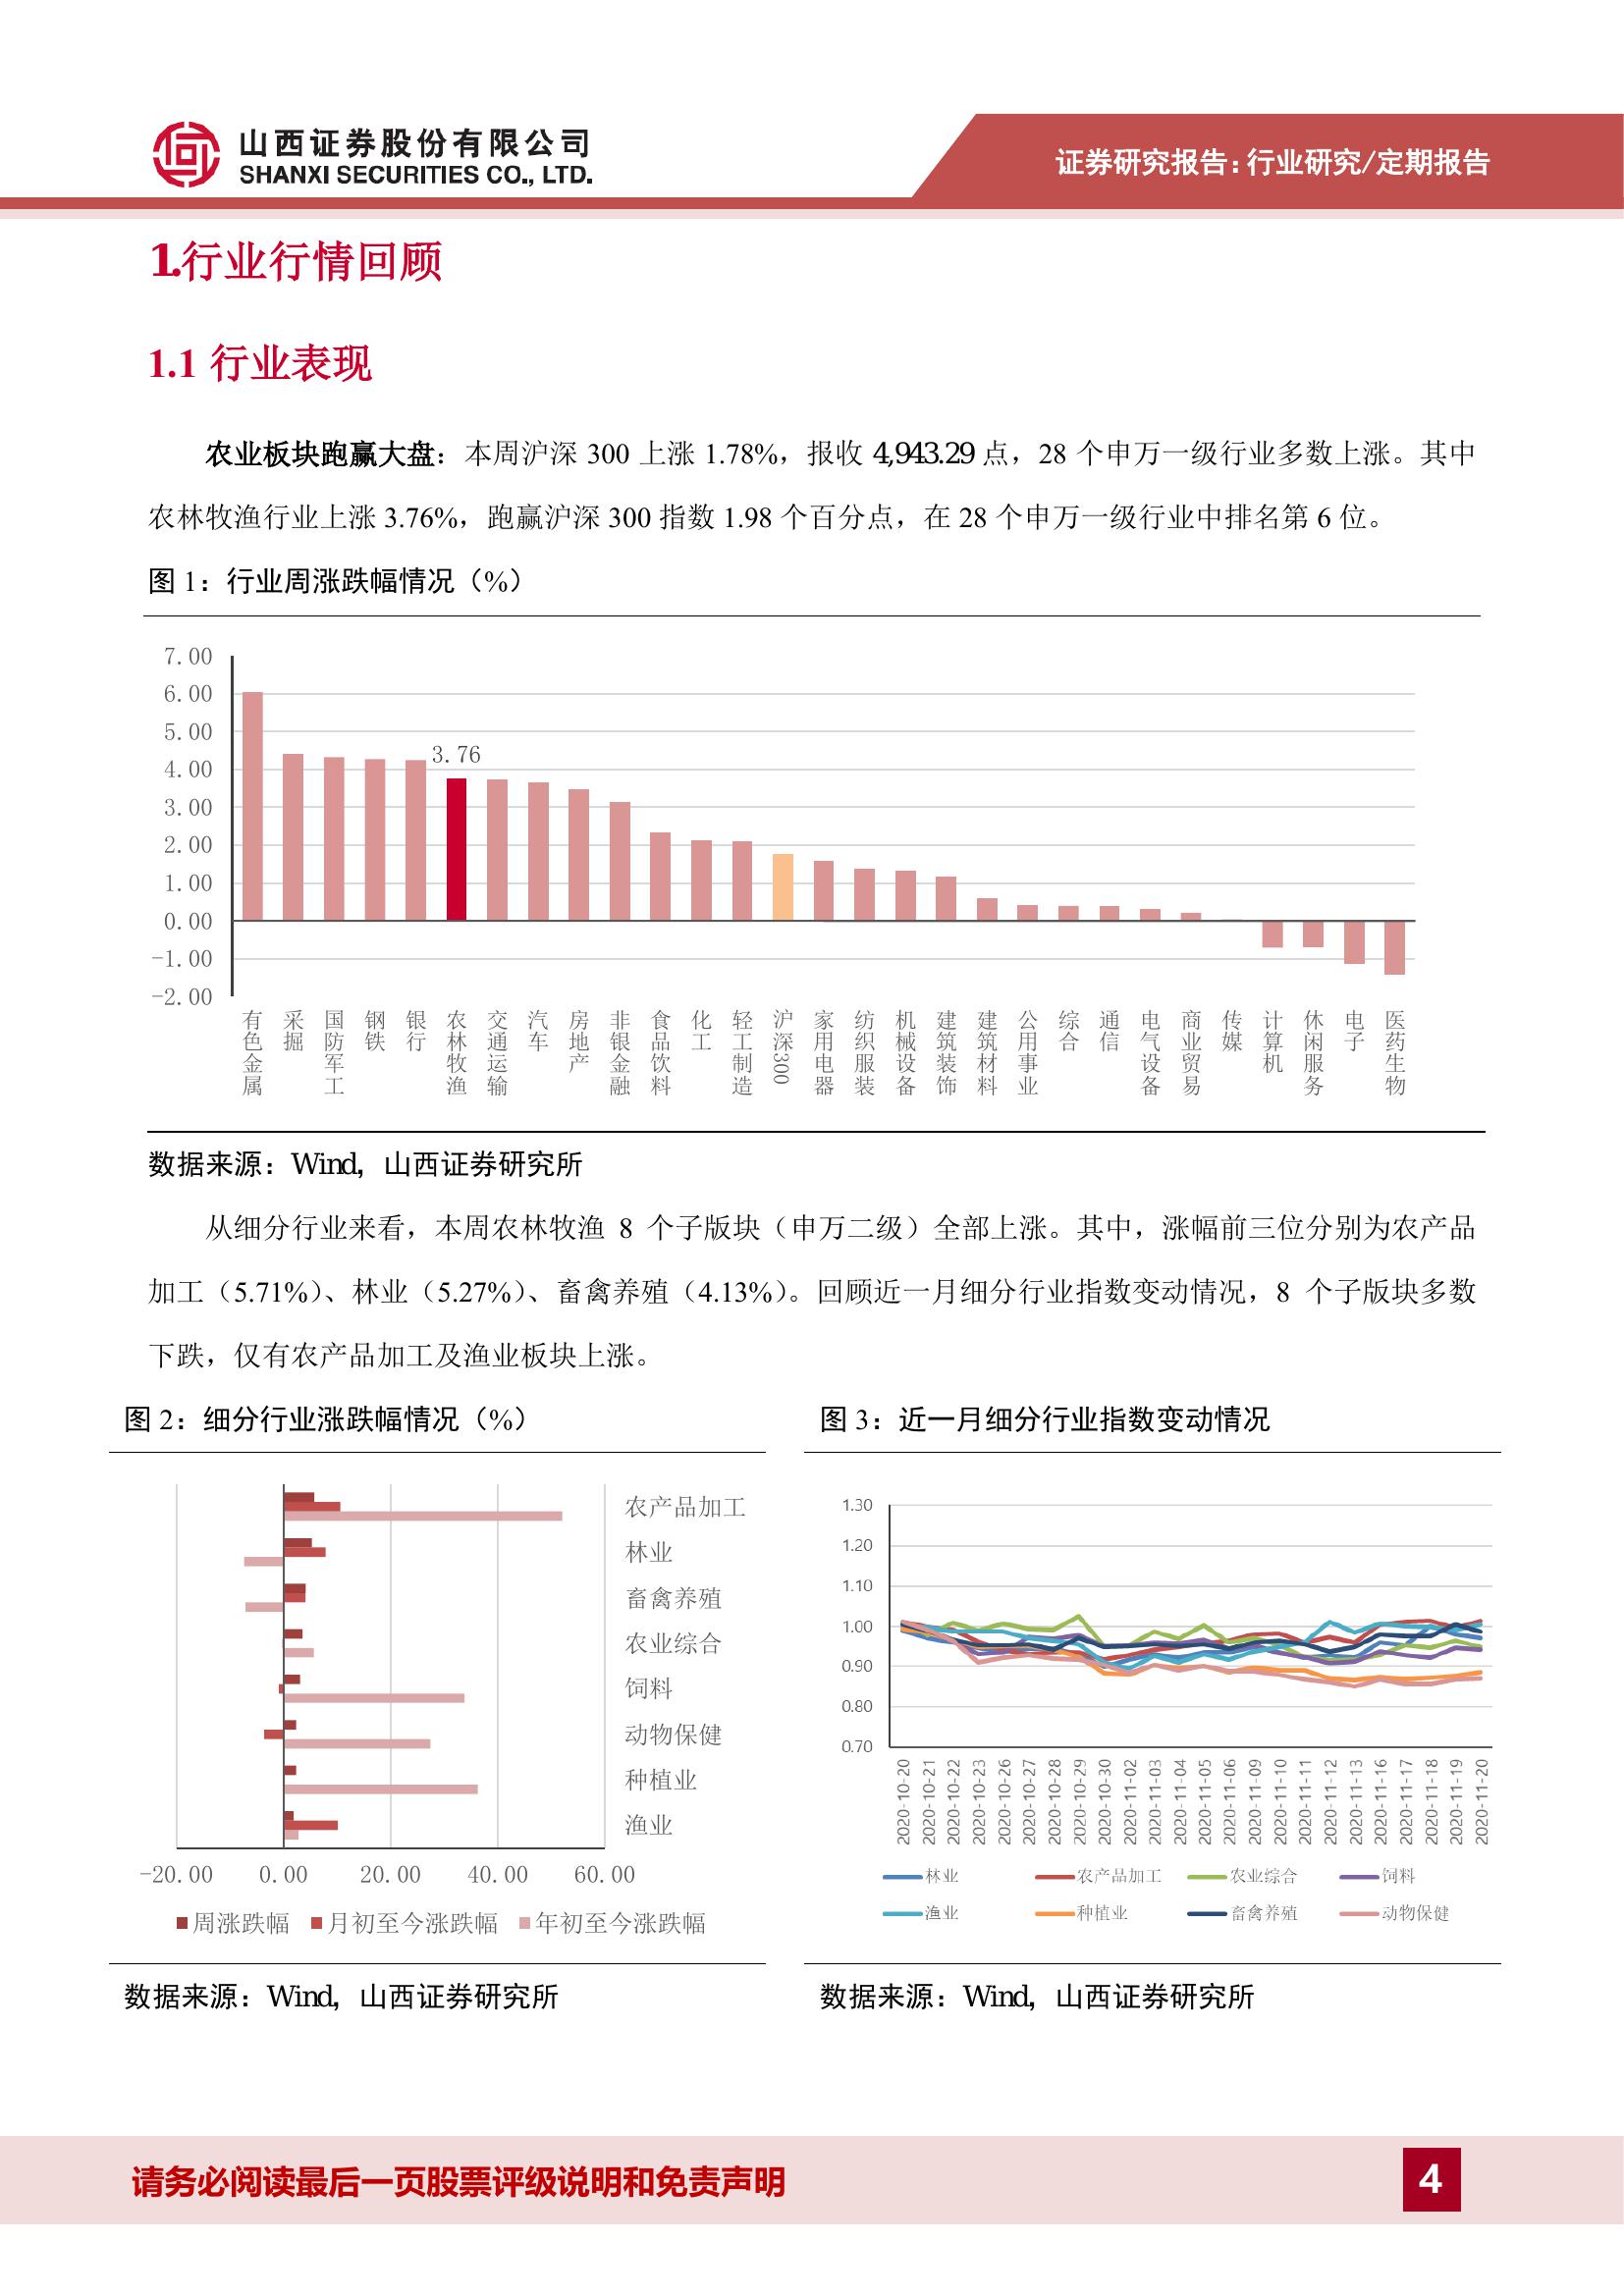 山西证券股份有限公司
SHANXI SECURITIES CO., LTD.
证券研究报告：行业研究/定期报告
1.行业行情回顾
1.1 行业表现
农业板块跑赢大盘：本周沪深 300 上涨 1.78%，报收 4,943.29 点，28 个申万一级行业多数上涨。其中
农林牧渔行业上涨 3.76%，跑赢沪深 300 指数 1.98 个百分点，在 28 个申万一级行业中排名第 6 位。
图 1：行业周涨跌幅情况（%）
7.00
6.00
5.00
4.00
3.00
2.00
1.00
0.00
-1.00
-2.00
3.76
有色金属
采掘
国防军工
钢铁
银行
农林牧渔
交通运输
汽车
房地产
非银金融
食品饮料
化工
轻工制造
沪深300
家用电器
纺织服装
机械设备
建筑装饰
建筑材料
公用事业
综合
通信
电气设备
商业贸易
传媒
计算机
休闲服务
电子
医药生物
数据来源：Wind，山西证券研究所
从细分行业来看，本周农林牧渔 8 个子版块（申万二级）全部上涨。其中，涨幅前三位分别为农产品
加工（5.71%）、林业（5.27%）、畜禽养殖（4.13%）。回顾近一月细分行业指数变动情况，8 个子版块多数
下跌，仅有农产品加工及渔业板块上涨。
图 2：细分行业涨跌幅情况（%）
农产品加工
林业
畜禽养殖
农业综合
饲料
动物保健
种植业
渔业
-20.00 0.00 20.00 40.00 60.00
周涨跌幅 月初至今涨跌幅 年初至今涨跌幅
数据来源：Wind，山西证券研究所
图 3：近一月细分行业指数变动情况
1.30
1.20
1.10
1.00
0.90
0.80
0.70
2020-10-20
2020-10-21
2020-10-22
2020-10-23
2020-10-26
2020-10-27
2020-10-28
2020-10-29
2020-10-30
2020-11-02
2020-11-03
2020-11-04
2020-11-05
2020-11-06
2020-11-09
2020-11-10
2020-11-11
2020-11-12
2020-11-13
2020-11-16
2020-11-17
2020-11-18
2020-11-19
2020-11-20
林业 农产品加工 农业综合 饲料
渔业 种植业 畜禽养殖 动物保健
数据来源：Wind，山西证券研究所
请务必阅读最后一页股票评级说明和免责声明
4